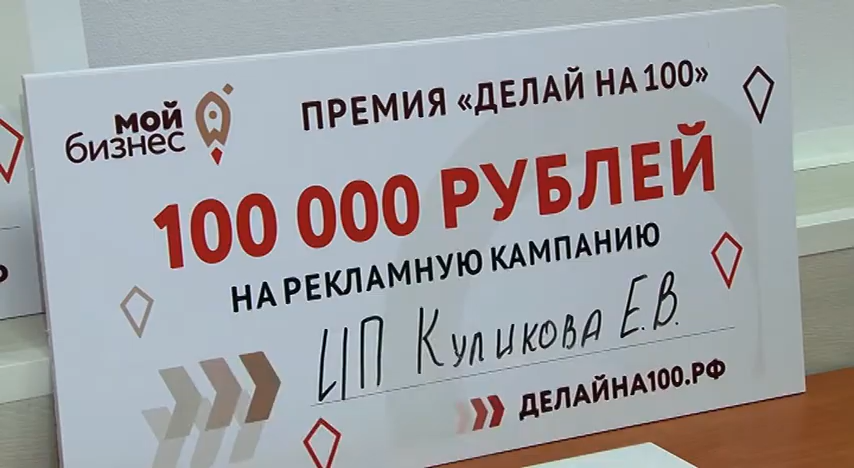 МОЙ
бизнес
ПРЕМИЯ «ДЕЛАЙ НА 100»
100 000 РУБЛЕЙ
НА РЕКЛАМНУЮ КАМПАНИЮ
ИП Куликова Е.В.
ДЕЛАЙНА100.РФ